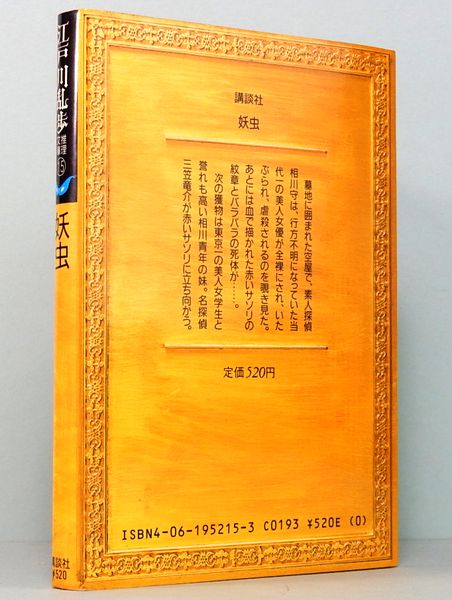 江戸川乱歩
推理文庫
15
妖虫
講談社
¥520
講談社
妖虫
墓地に囲まれた空屋で、素人探偵
相川守は、行方不明になっていた当
代一の美人女優が全裸にされ、いた
ぶられ、虐殺されるのを覗き見た。
あとには血で描かれた赤いサソリの
紋章とバラバラの死体が……。
次の獲物は東京一の美人女学生と
誉れも高い相川青年の妹。名探偵
三笠竜介が赤いサソリに立ち向かう。
定価520円
ISBN4-06-195215-3 C0193 ¥520E (0)